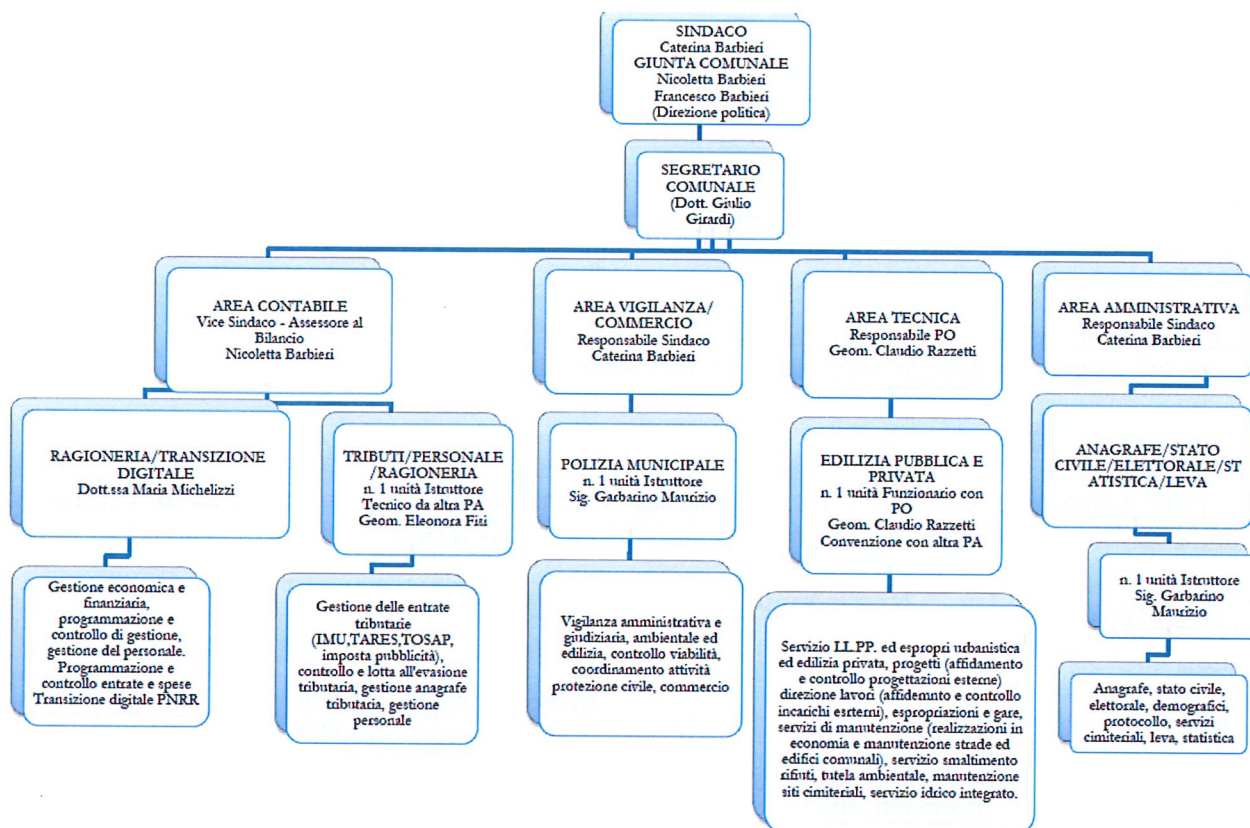 SINDACO
Caterina Barbieri
GIUNTA COMUNALE
Nicoletta Barbieri
Francesco Barbieri
(Direzione politica)
SEGRETARIO
COMUNALE
(Dott. Giulio
Girardi)
AREA CONTABILE
Vice Sindaco - Assessore al
Bilancio
Nicoletta Barbieri
AREA VIGILANZA/
COMMERCIO
Responsabile Sindaco
Caterina Barbieri
AREA TECNICA
Responsabile PO
Geom. Claudio Razzetti
AREA AMMINISTRATIVA
Responsabile Sindaco
Caterina Barbieri
RAGIONERIA/TRANSIZIONE
DIGITALE
Dott.ssa Maria Michelizzi
TRIBUTI/PERSONALE
/RAGIONERIA
n. 1 unità Istruttore
Tecnico da altra PA
Geom. Eleonora Fisi
POLIZIA MUNICIPALE
n. 1 unità Istruttore
Sig. Garbarino Maurizio
EDILIZIA PUBBLICA E
PRIVATA
n. 1 unità Funzionario con
PO
Geom. Claudio Razzetti
Convenzione con altra PA
ANAGRAFE/STATO
CIVILE/ELETTORALE/ST
ATISTICA/LEVA
Gestione economica e
finanziaria,
programmazione e
controllo di gestione,
gestione del personale.
Programmazione e
controllo entrate e spese
Transizione digitale PNRR
Gestione delle entrate
tributarie
(IMU,TARES,TOSAP,
imposta pubblicità),
controllo e lotta all'evasione
tributaria, gestione anagrafe
tributaria, gestione
personale
Vigilanza amministrativa e
giudiziaria, ambientale ed
edilizia, controllo viabilità,
coordinamento attività
protezione civile, commercio
Servizio LL.PP. ed espropri urbanistica
ed edilizia privata, progetti (affidamento
e controllo progettazioni esterne)
direzione lavori (affidemnto e controllo
incarichi esrterni), espropriazioni e gare,
servizi di manutenzione (realizzazioni in
economia e manutenzione strade ed
edifici comunali), servizio smaltimento
rifiuti, tutela ambientale, manutenzione
siti cimiteriali, servizio idrico integrato.
n. 1 unità Istruttore
Sig. Garbarino
Maurizio
Anagrafe, stato civile,
elettorale, demografici,
protocollo, servizi
cimiteriali, leva, statistica